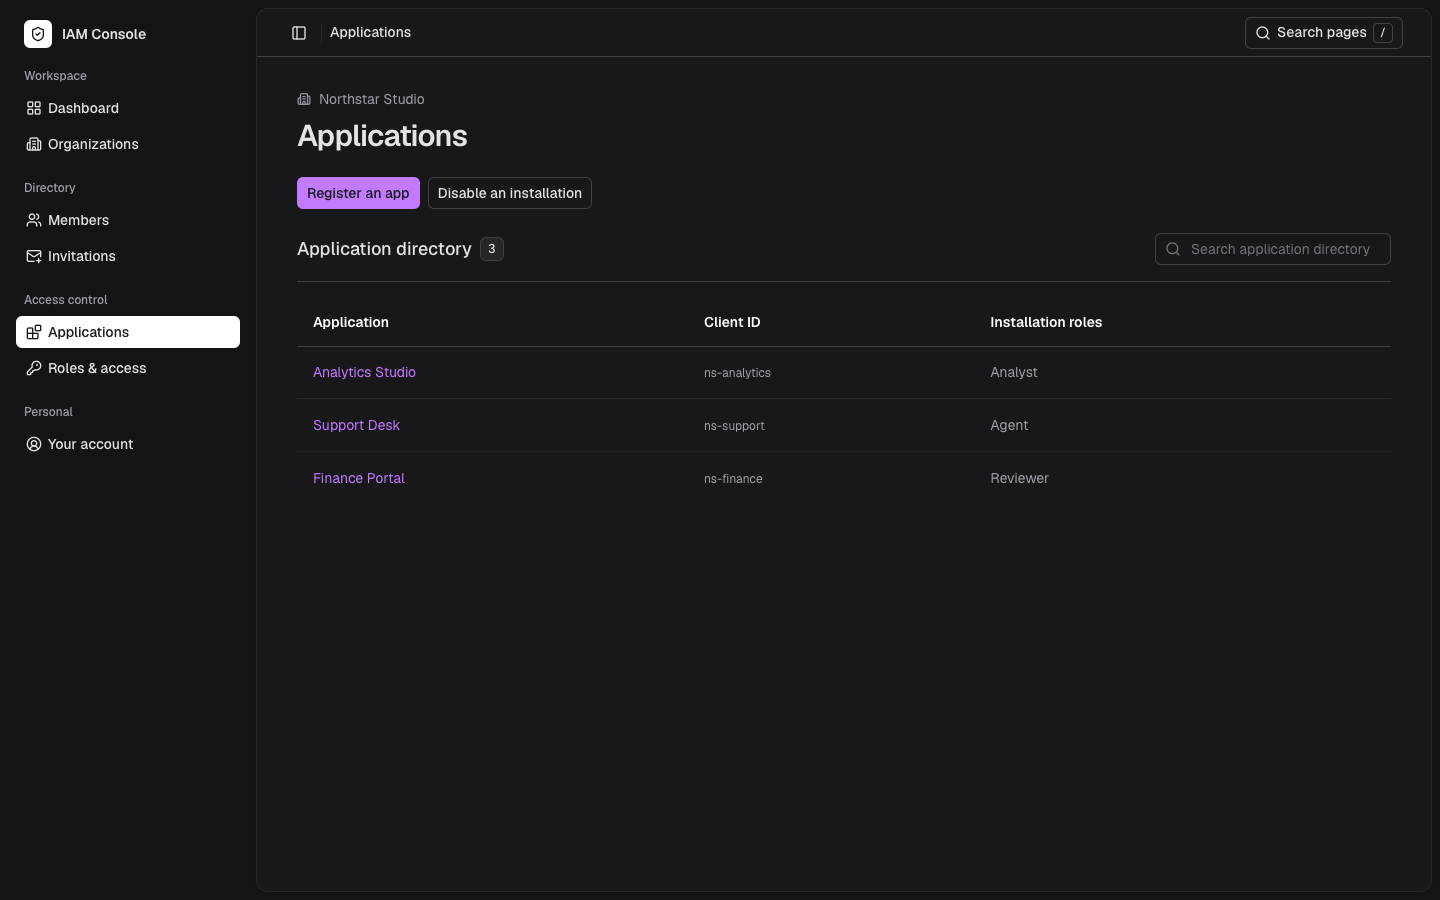 IAM Console
Workspace
Dashboard
Organizations
Directory
Members
Invitations
Access control
Applications
Roles & access
Personal
Your account
Applications
Search pages /
Northstar Studio
Applications
Register an app
Disable an installation
Application directory 3
Search application directory
Application Client ID Installation roles
Analytics Studio ns-analytics Analyst
Support Desk ns-support Agent
Finance Portal ns-finance Reviewer